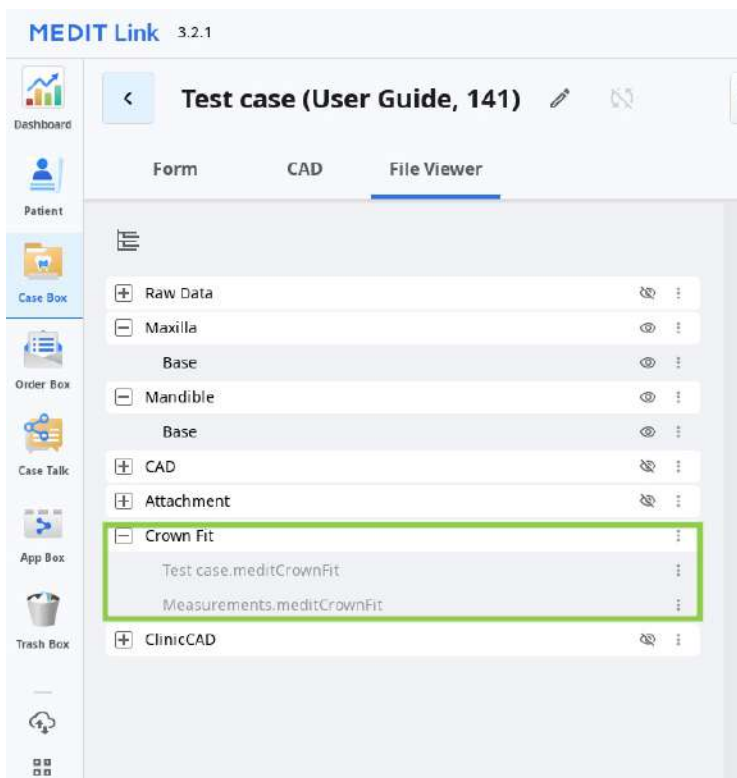 MEDIT Link 3.2.1
Dashboard
Patient
Case Box
Order Box
Case Talk
App Box
Trash Box
Test case (User Guide, 141)
Form CAD File Viewer
Raw Data
Maxilla
Base
Mandible
Base
CAD
Attachment
Crown Fit
Test case.meditCrownFit
Measurements.meditCrownFit
ClinicCAD